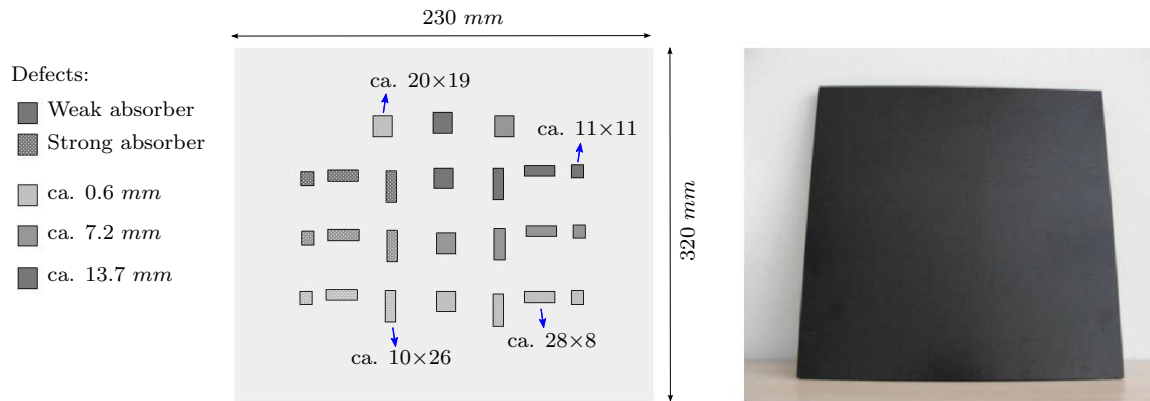 230 mm
Defects:
Weak absorber
Strong absorber
ca. 0.6 mm
ca. 7.2 mm
ca. 13.7 mm
ca. 20×19
ca. 11×11
320 mm
ca. 10×26
ca. 28×8